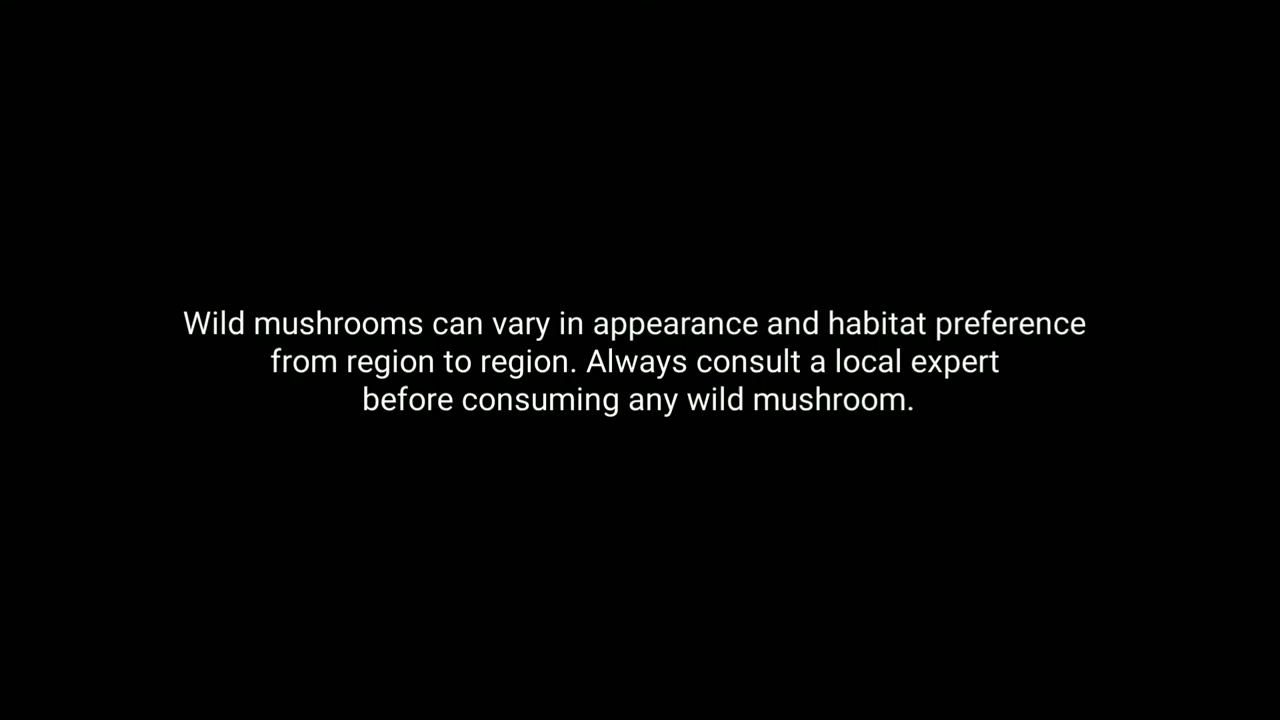 Wild mushrooms can vary in appearance and habitat preference
from region to region. Always consult a local expert
before consuming any wild mushroom.